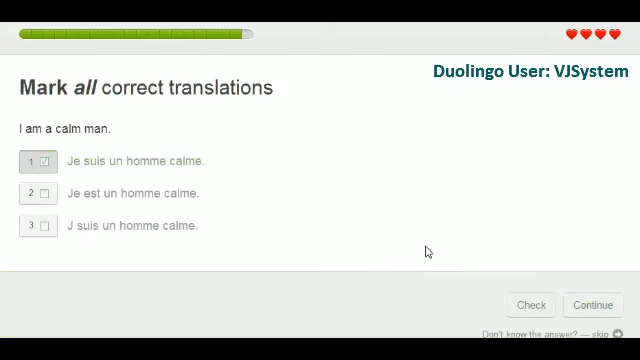 Duolingo User: VJSystem
Mark all correct translations
I am a calm man.
1 Je suis un homme calme.
2 Je est un homme calme.
3 J suis un homme calme.
Check Continue
Don't know the answer? — skip